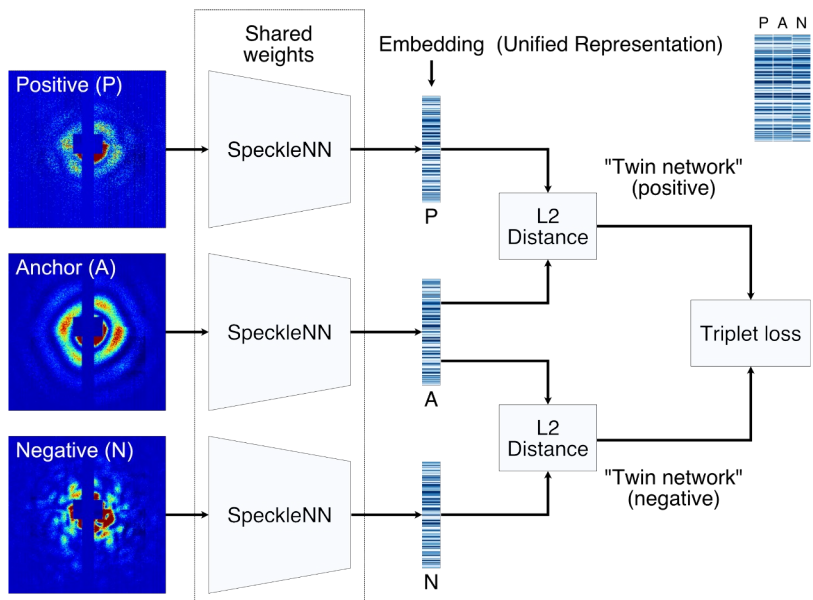 Shared
weights
Embedding (Unified Representation)
P A N
Positive (P)
SpeckleNN
P
"Twin network"
(positive)
L2
Distance
Anchor (A)
SpeckleNN
A
Triplet loss
L2
Distance
Negative (N)
SpeckleNN
N
"Twin network"
(negative)